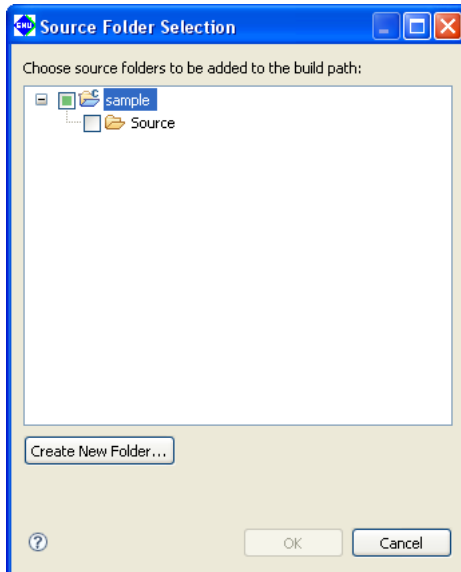 GNU Source Folder Selection
Choose source folders to be added to the build path:
C sample
Source
Create New Folder...
?
OK
Cancel